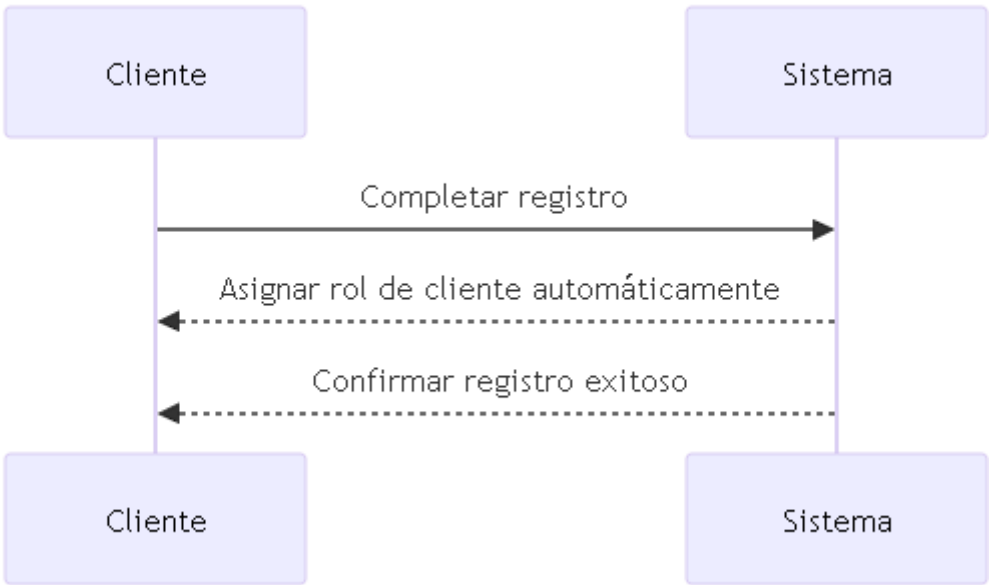 Cliente
Sistema
Completar registro
Asignar rol de cliente automáticamente
Confirmar registro exitoso
Cliente
Sistema